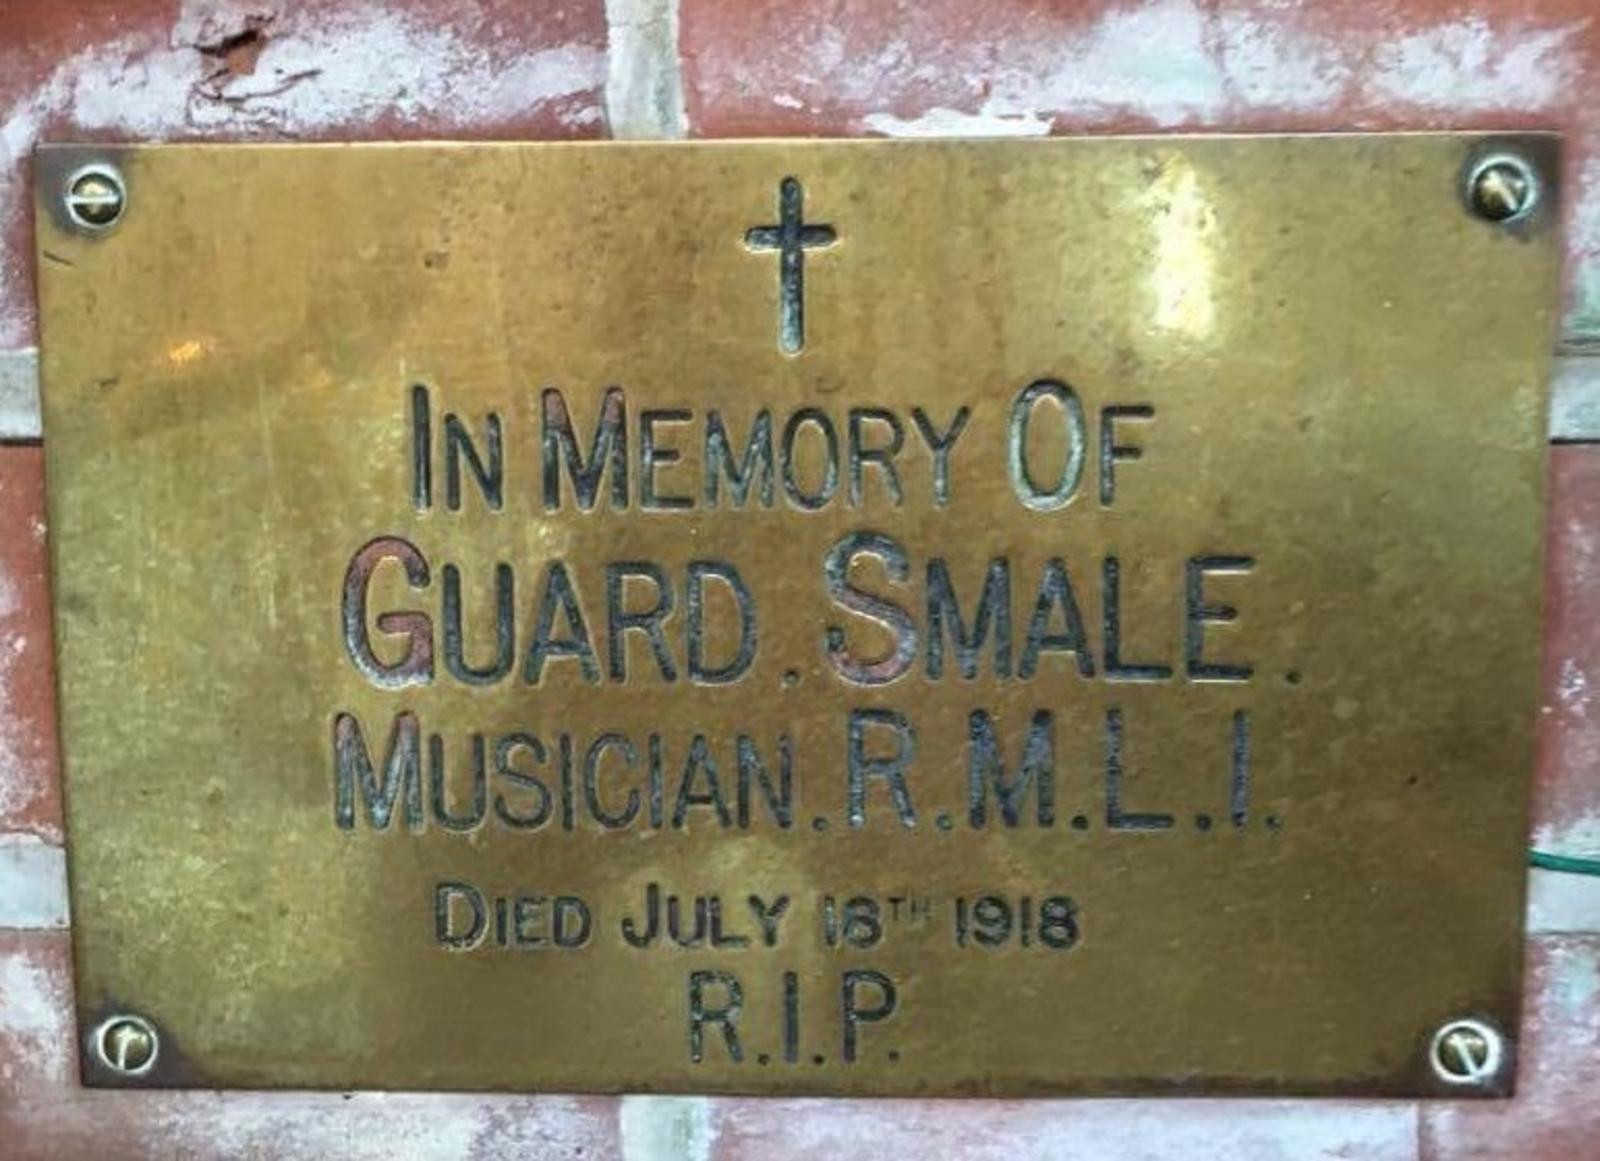 IN MEMORY OF
GUARD. SMALE.
MUSICIAN. R.M.L.I.
DIED JULY 18TH 1918
R.I.P.